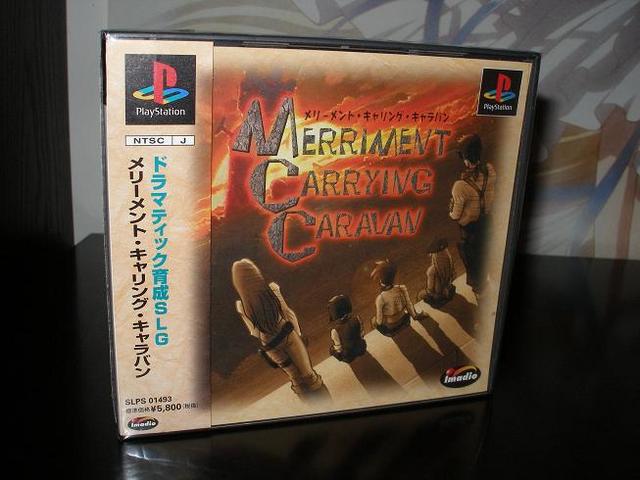 PlayStation
NTSC J
ドラマティック育成SLG
メリーメント・キャリング・キャラバン
SLPS 01493
標準価格¥5,800(税抜)
imadio
PlayStation
メリーメント・キャリング・キャラバン
MERRIMENT
CARRYING
CARAVAN
imadio